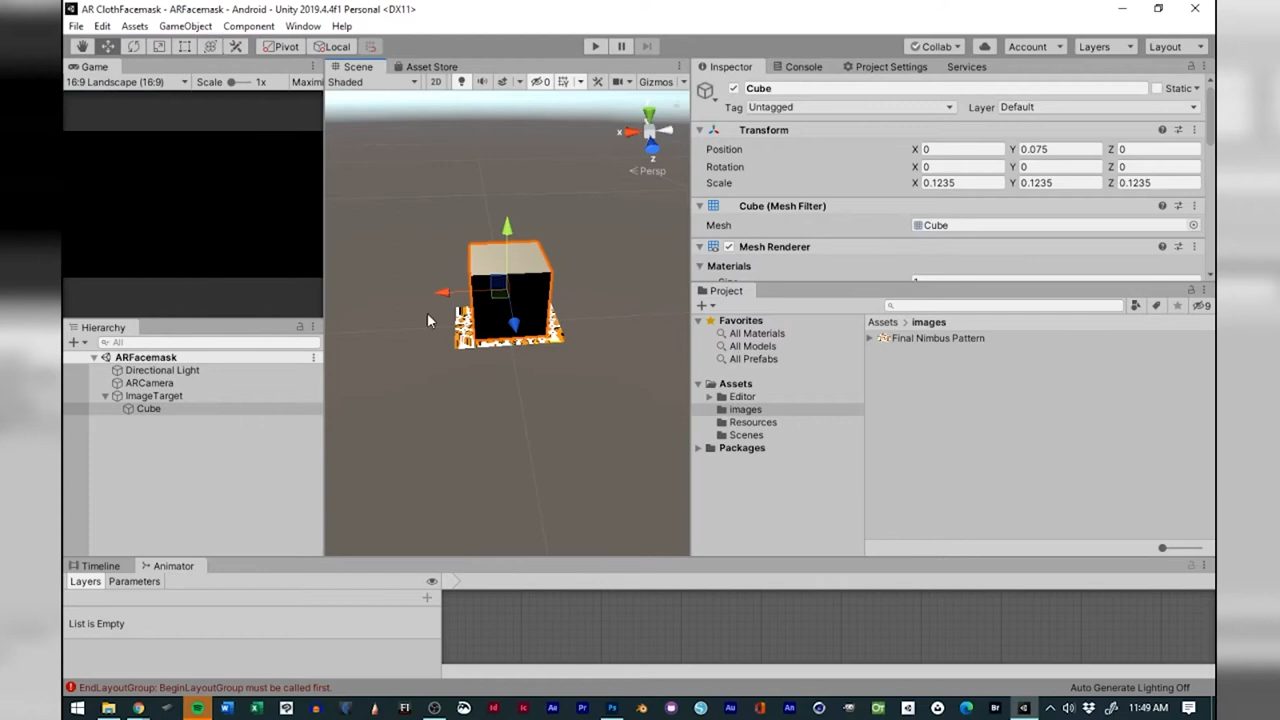 AR ClothFacemask - ARFacemask - Android - Unity 2019.4.4f1 Personal <DX11>
File Edit Assets GameObject Component Window Help
Pivot Local Collab Account Layers Layout
Game
16:9 Landscape (16:9) Scale 1x Maximi
Scene Asset Store
Shaded 2D 0 Gizmos
x
z
< Persp
Hierarchy
All
ARFacemask
Directional Light
ARCamera
ImageTarget
Cube
Inspector Console Project Settings Services
Cube Static
Tag Untagged Layer Default
Transform
Position X 0 Y 0.075 Z 0
Rotation X 0 Y 0 Z 0
Scale X 0.1235 Y 0.1235 Z 0.1235
Cube (Mesh Filter)
Mesh Cube
Mesh Renderer
Materials
Project
9
Favorites
All Materials
All Models
All Prefabs
Assets
Editor
images
Resources
Scenes
Packages
Assets > images
Final Nimbus Pattern
Timeline Animator
Layers Parameters
List is Empty
EndLayoutGroup: BeginLayoutGroup must be called first.
Auto Generate Lighting Off
11:49 AM